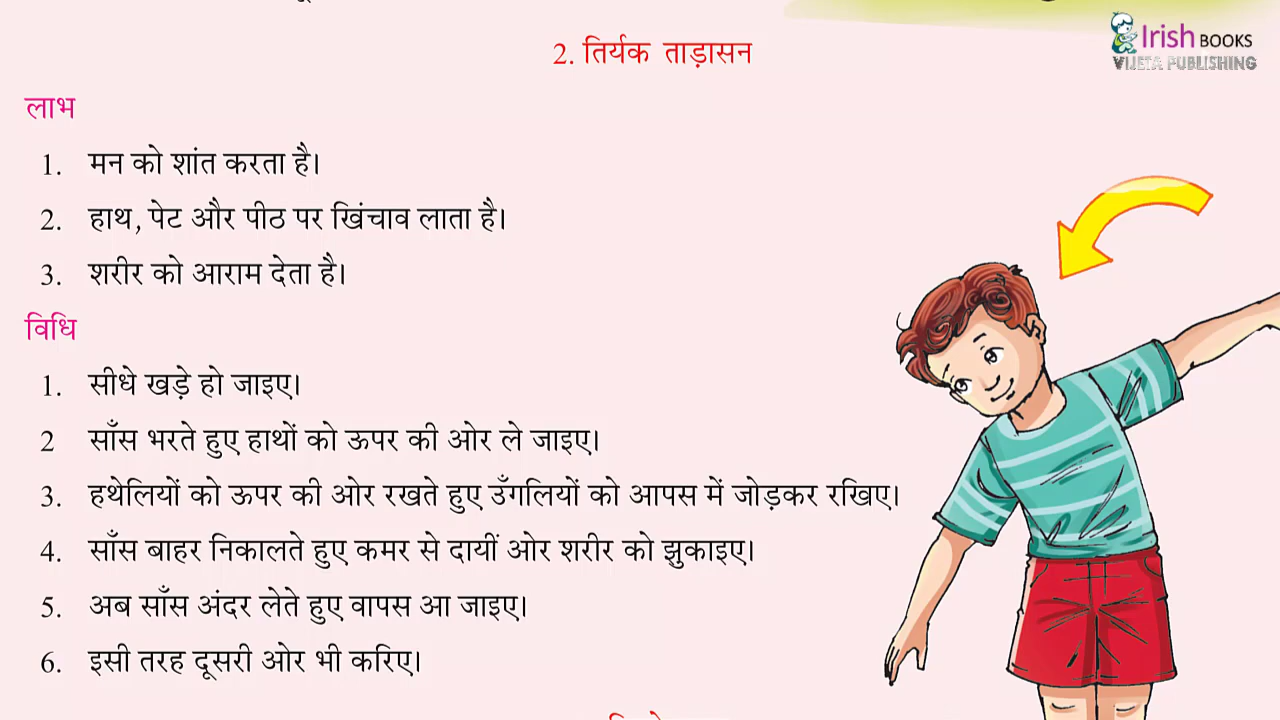 2. तिर्यक ताड़ासन
Irish BOOKS
VIJETA PUBLISHING
लाभ
1. मन को शांत करता है।
2. हाथ, पेट और पीठ पर खिंचाव लाता है।
3. शरीर को आराम देता है।
विधि
1. सीधे खड़े हो जाइए।
2 साँस भरते हुए हाथों को ऊपर की ओर ले जाइए।
3. हथेलियों को ऊपर की ओर रखते हुए उँगलियों को आपस में जोड़कर रखिए।
4. साँस बाहर निकालते हुए कमर से दायीं ओर शरीर को झुकाइए।
5. अब साँस अंदर लेते हुए वापस आ जाइए।
6. इसी तरह दूसरी ओर भी करिए।